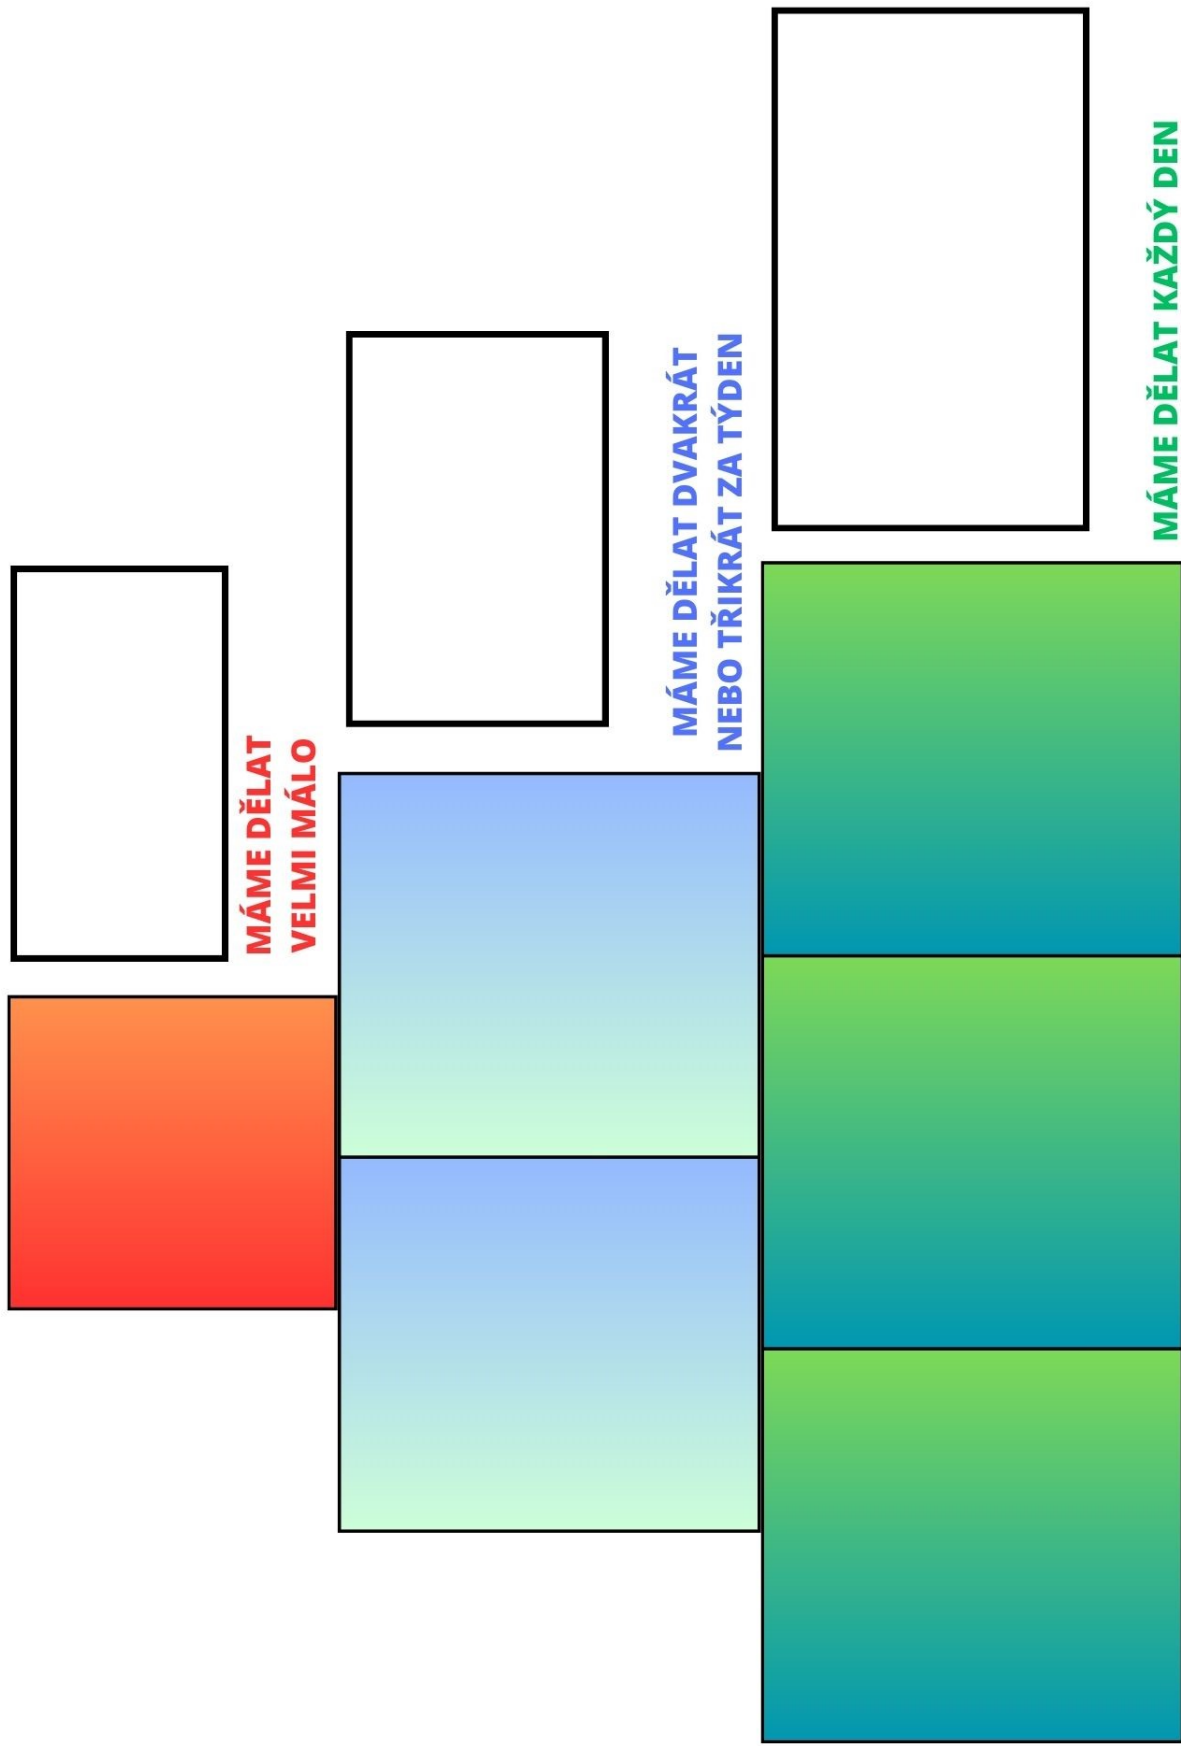 MÁME DĚLAT
VELMI MÁLO
MÁME DĚLAT DVAKRÁT
NEBO TŘIKRÁT ZA TÝDEN
MÁME DĚLAT KAŽDÝ DEN